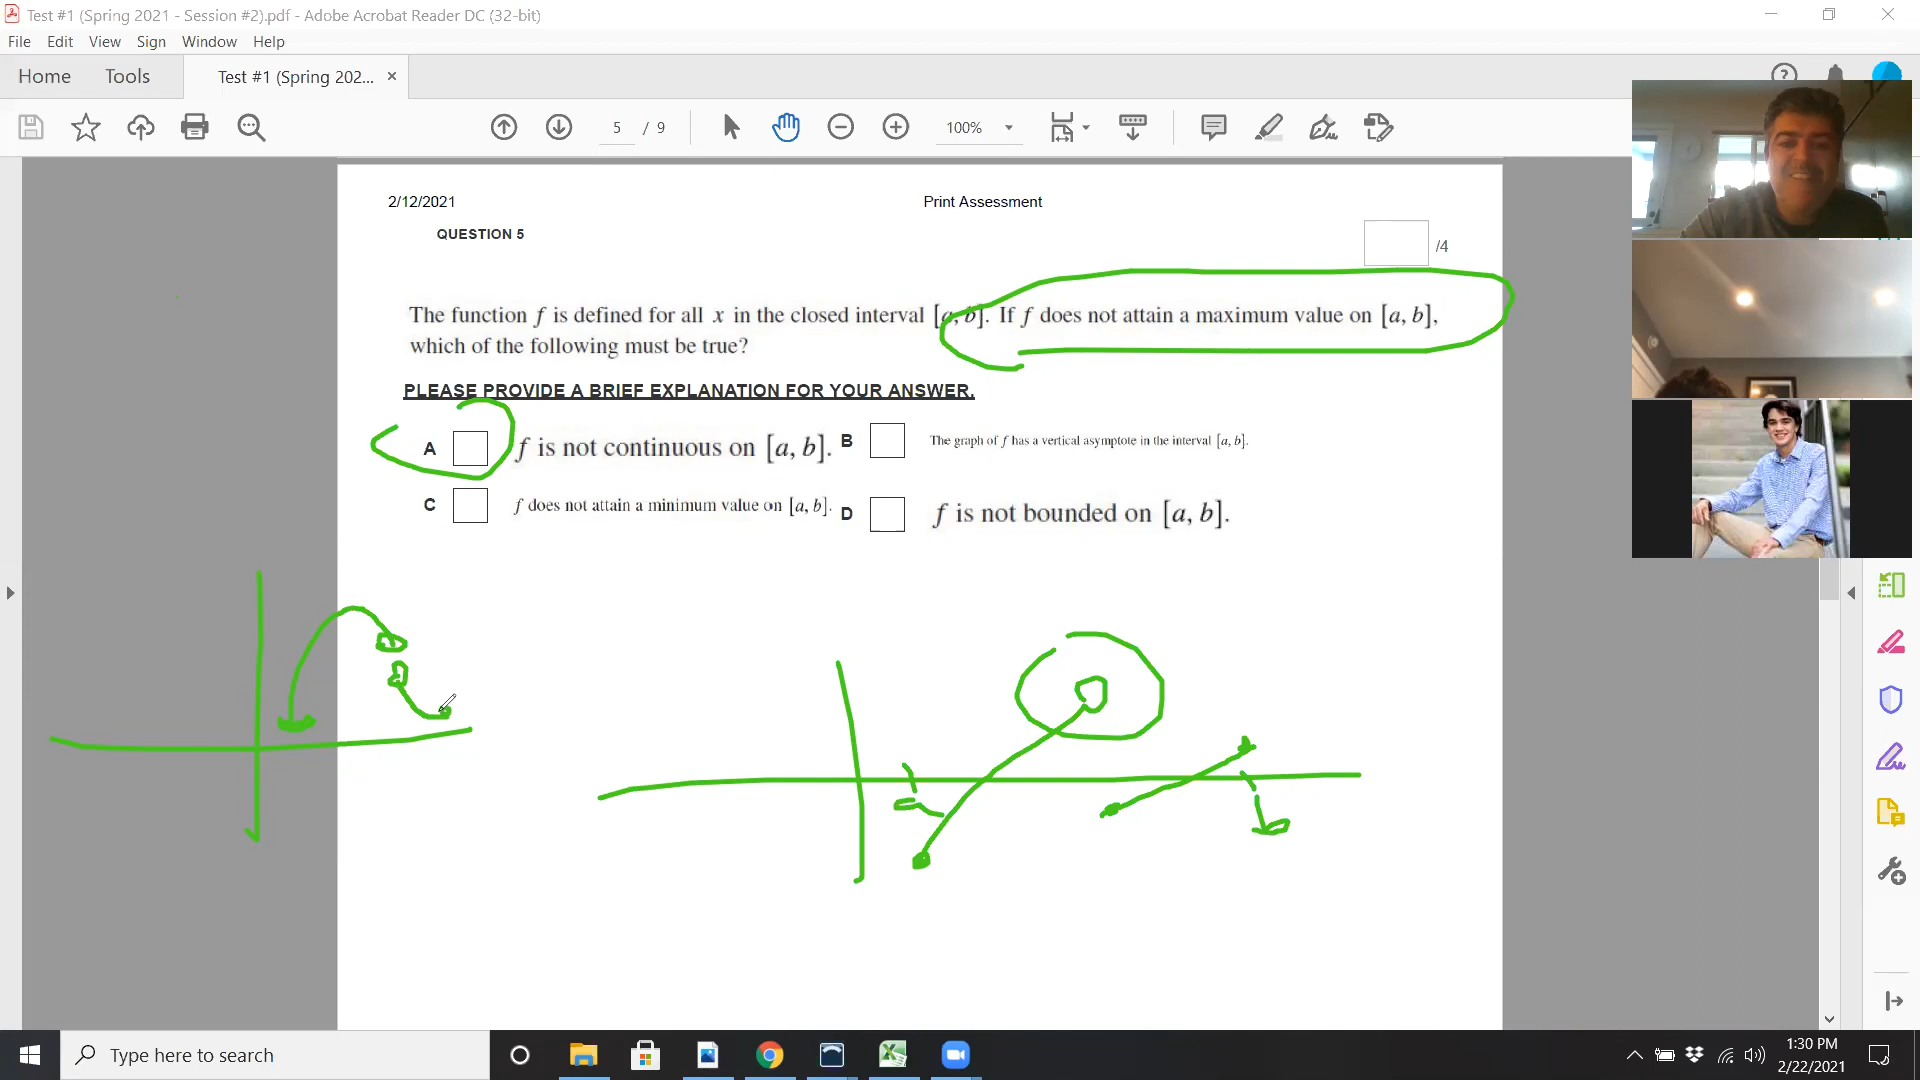 Test #1 (Spring 2021 - Session #2).pdf - Adobe Acrobat Reader DC (32-bit)
File Edit View Sign Window Help
Home Tools Test #1 (Spring 202... ×
5 / 9 100%
2/12/2021 Print Assessment
QUESTION 5
/4
The function f is defined for all x in the closed interval [a, b]. If f does not attain a maximum value on [a, b],
which of the following must be true?
PLEASE PROVIDE A BRIEF EXPLANATION FOR YOUR ANSWER.
A f is not continuous on [a, b]. B The graph of f has a vertical asymptote in the interval [a, b].
C f does not attain a minimum value on [a, b]. D f is not bounded on [a, b].
Type here to search
1:30 PM
2/22/2021